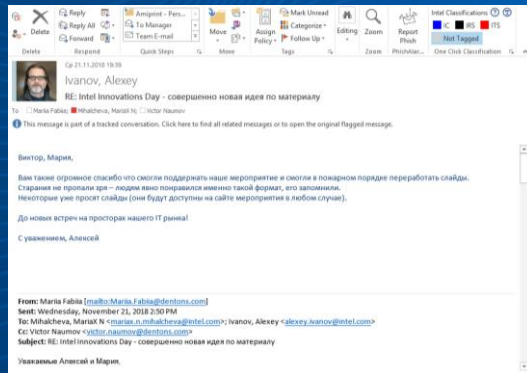 Delete
Reply
Reply All
Forward
Amiprint - Pers...
To Manager
Team E-mail
Move
Assign
Policy
Mark Unread
Categorize
Follow Up
Editing
Zoom
Report
Phish
Intel Classifications
IC IRS ITS
Not Tagged
Delete Respond Quick Steps Move Tags Zoom PhishAlar... One Click Classification
Ср 21.11.2018 19:39
Ivanov, Alexey
RE: Intel Innovations Day - совершенно новая идея по материалу
To Mariia Fabiia; Mihalcheva, MariaX N; Victor Naumov
This message is part of a tracked conversation. Click here to find all related messages or to open the original flagged message.
Виктор, Мария,
Вам также огромное спасибо что смогли поддержать наше мероприятие и смогли в пожарном порядке переработать слайды.
Старания не пропали зря – людям явно понравился именно такой формат, его запомнили.
Некоторые уже просят слайды (они будут доступны на сайте мероприятия в любом случае).
До новых встреч на просторах нашего IT рынка!
С уважением, Алексей
From: Mariia Fabiia [mailto:Mariia.Fabiia@dentons.com]
Sent: Wednesday, November 21, 2018 2:50 PM
To: Mihalcheva, MariaX N <mariax.n.mihalcheva@intel.com>; Ivanov, Alexey <alexey.ivanov@intel.com>
Cc: Victor Naumov <victor.naumov@dentons.com>
Subject: RE: Intel Innovations Day - совершенно новая идея по материалу
Уважаемые Алексей и Мария,